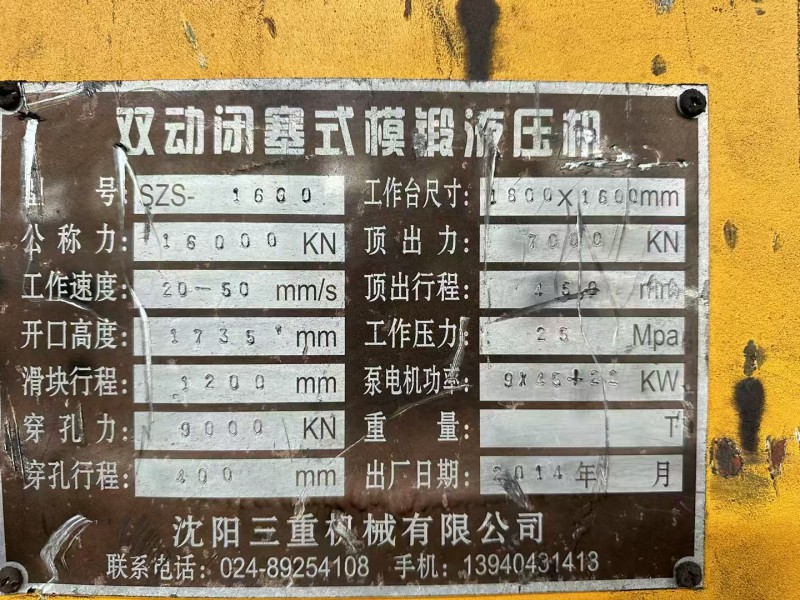 双动闭塞式模锻液压机
型 号: SZS- 1600 工作台尺寸: 1800X1600mm
公称力: 16000 KN 顶出力: 7000 KN
工作速度: 20-50 mm/s 顶出行程: 450 mm
开口高度: 1735 mm 工作压力: 25 Mpa
滑块行程: 1200 mm 泵电机功率: KW
穿孔力: 9000 KN 重量: T
穿孔行程: 400 mm 出厂日期: 2014年 月
沈阳三重机械有限公司
联系电话: 024-89254108 手机: 13940431413